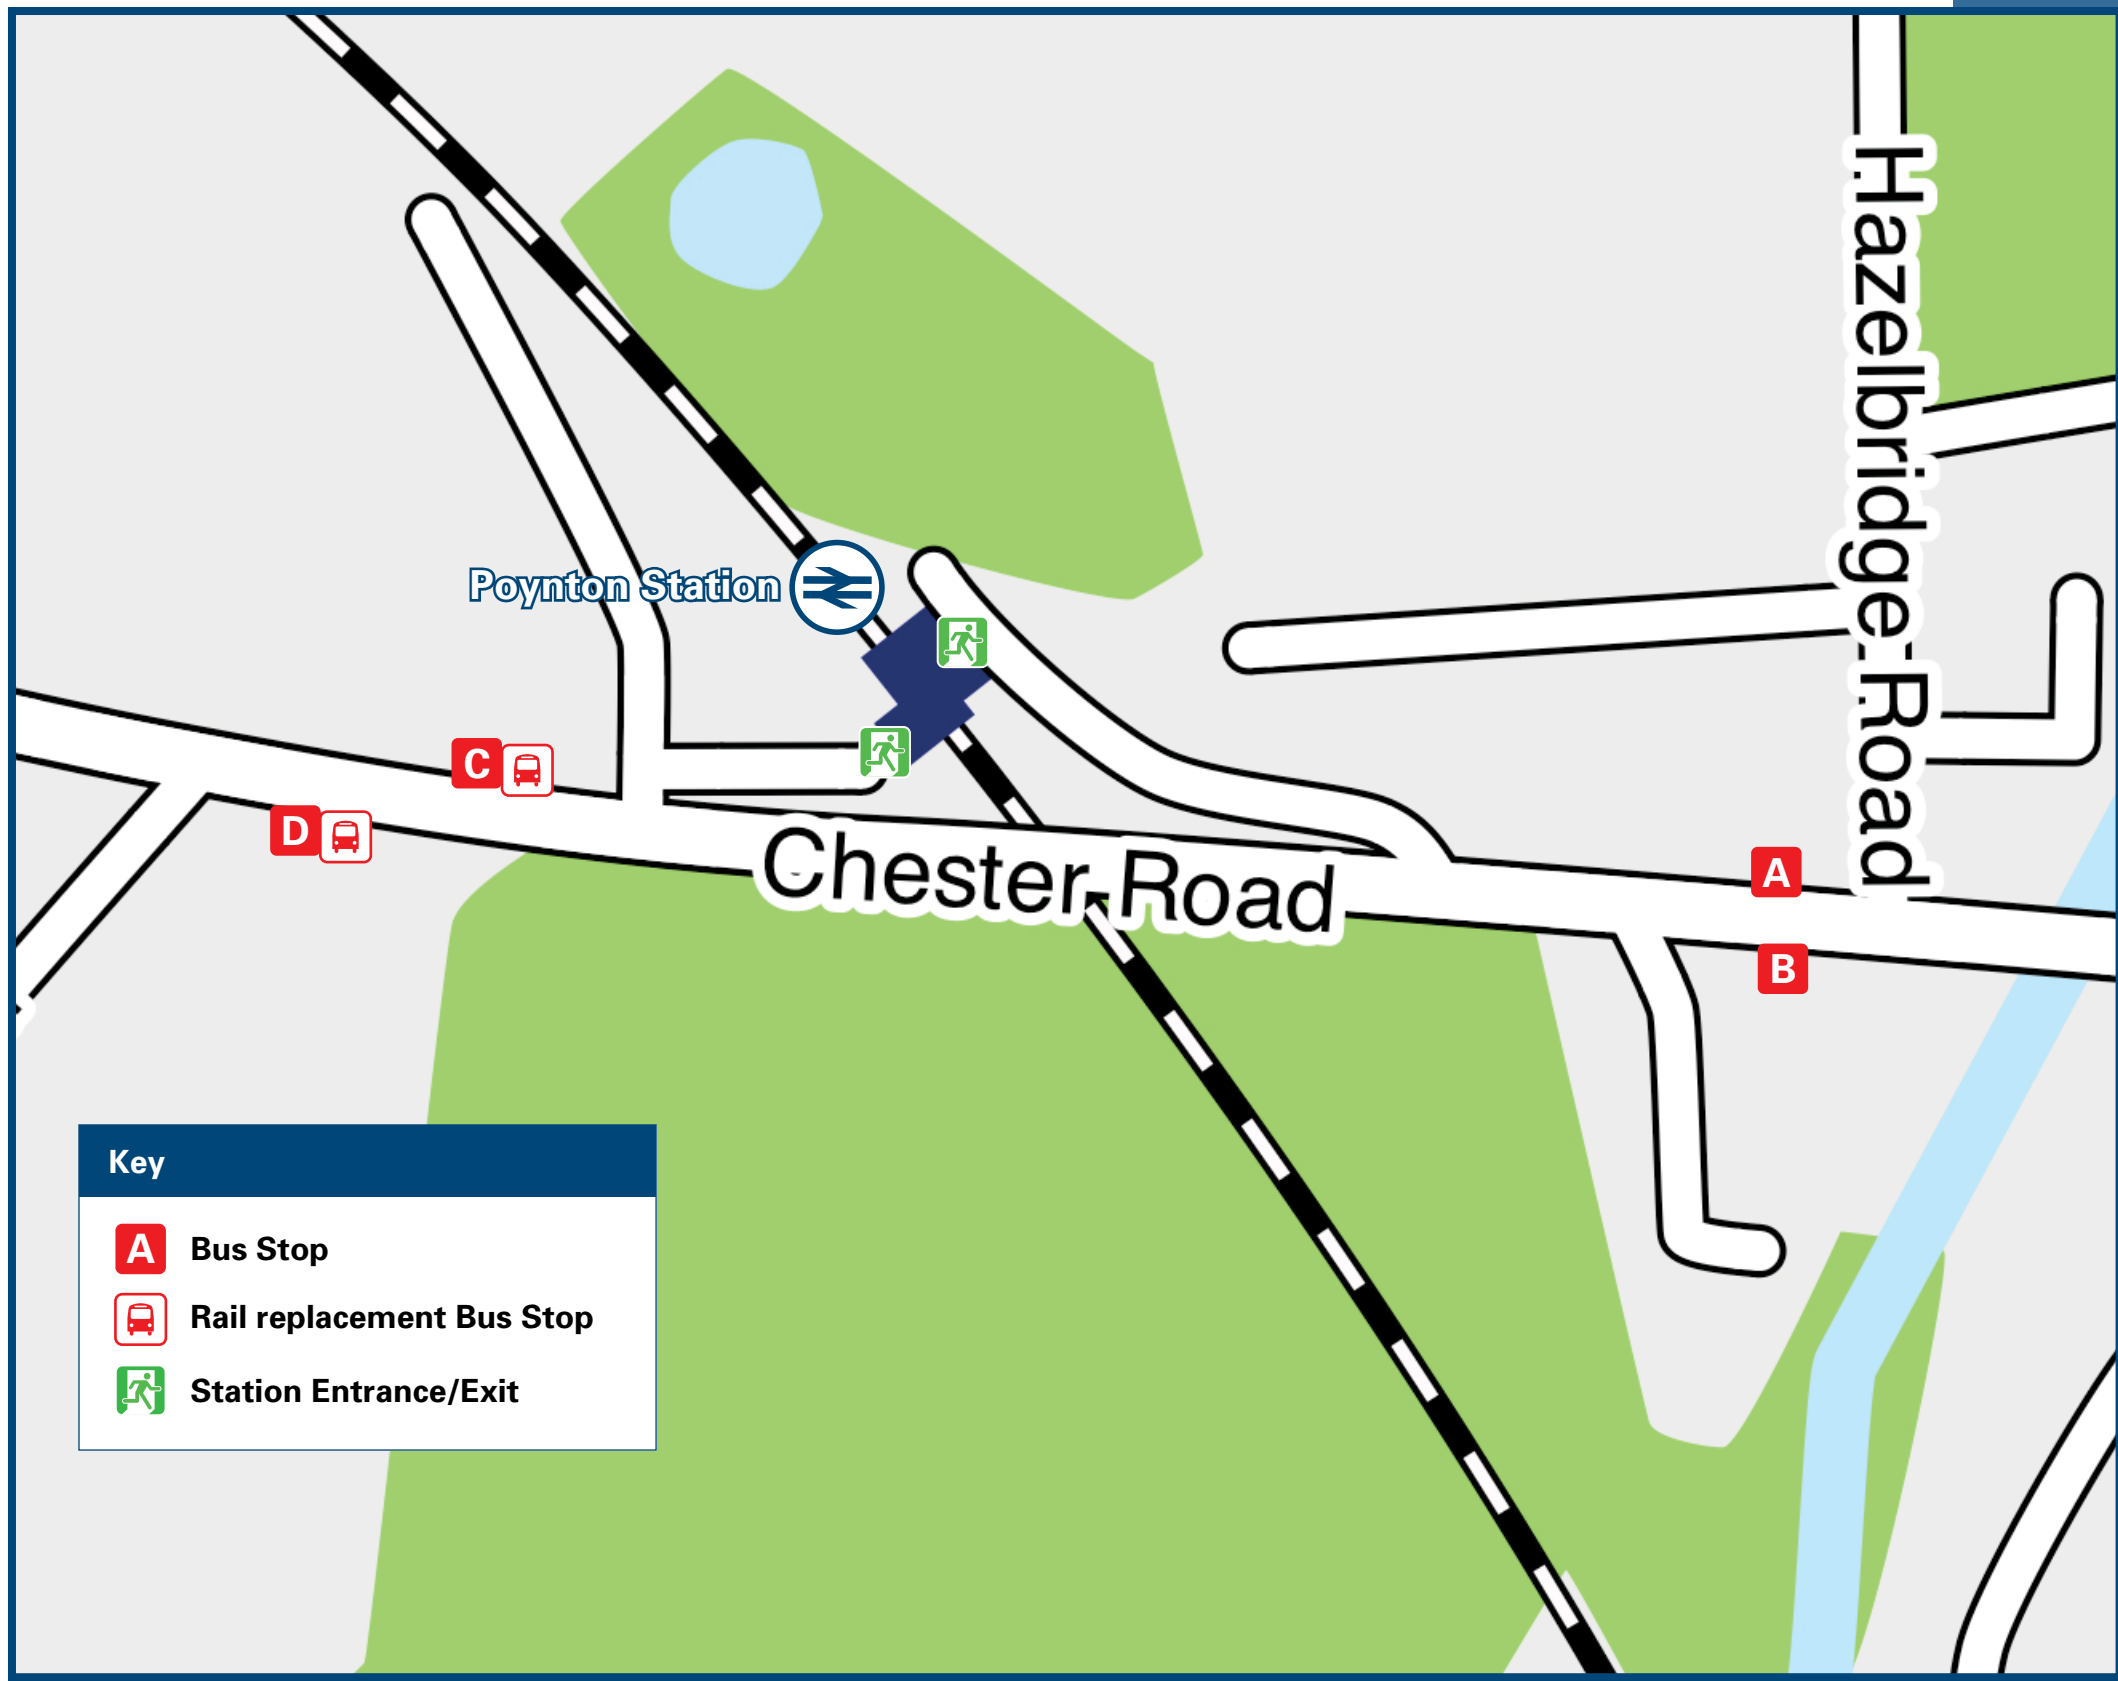 Hazelbridge Road
Poynton Station
C
D
Chester Road
A
B
Key
A Bus Stop
Rail replacement Bus Stop
Station Entrance/Exit